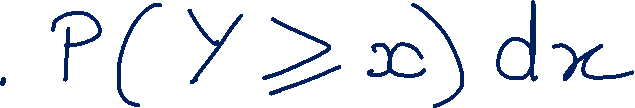 . P(Y ⩾ x) dx